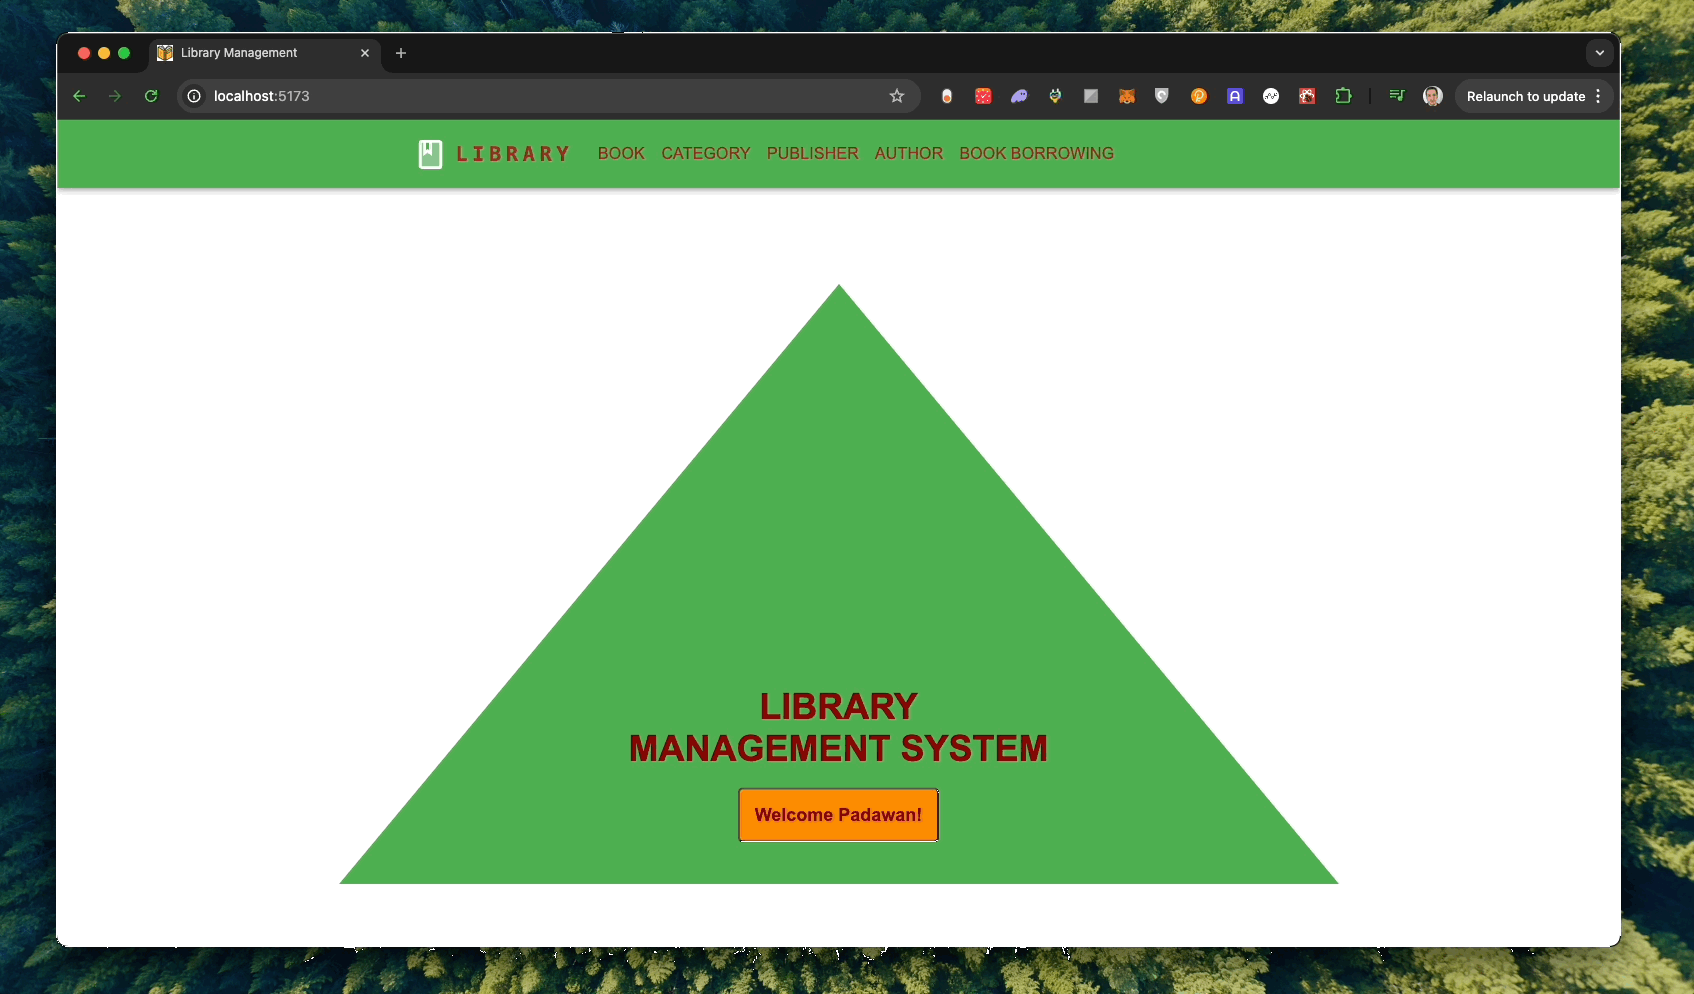 Library Management
localhost:5173
Relaunch to update
LIBRARY BOOK CATEGORY PUBLISHER AUTHOR BOOK BORROWING
LIBRARY
MANAGEMENT SYSTEM
Welcome Padawan!